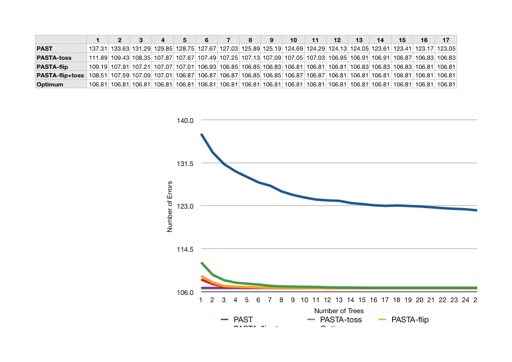 1 2 3 4 5 6 7 8 9 10 11 12 13 14 15 16 17
PAST 137.31 133.63 131.29 129.85 128.75 127.67 127.03 125.89 125.19 124.69 124.29 124.13 124.05 123.61 123.41 123.17 123.05
PASTA-toss 111.89 109.43 108.35 107.87 107.67 107.49 107.25 107.13 107.09 107.05 107.03 106.95 106.91 106.91 106.87 106.83 106.83
PASTA-flip 109.19 107.91 107.21 107.07 107.01 106.93 106.85 106.85 106.83 106.81 106.81 106.83 106.83 106.83 106.81 106.81 106.81
PASTA-flip+toss 108.51 107.59 107.09 107.01 106.87 106.87 106.87 106.87 106.81 106.81 106.81 106.81 106.81 106.81 106.81 106.81 106.81
Optimum 106.81 106.81 106.81 106.81 106.81 106.81 106.81 106.81 106.81 106.81 106.81 106.81 106.81 106.81 106.81 106.81 106.81
140.0
131.5
123.0
114.5
106.0
Number of Errors
1 2 3 4 5 6 7 8 9 10 11 12 13 14 15 16 17 18 19 20 21 22 23 24 2
Number of Trees
PAST PASTA-toss PASTA-flip